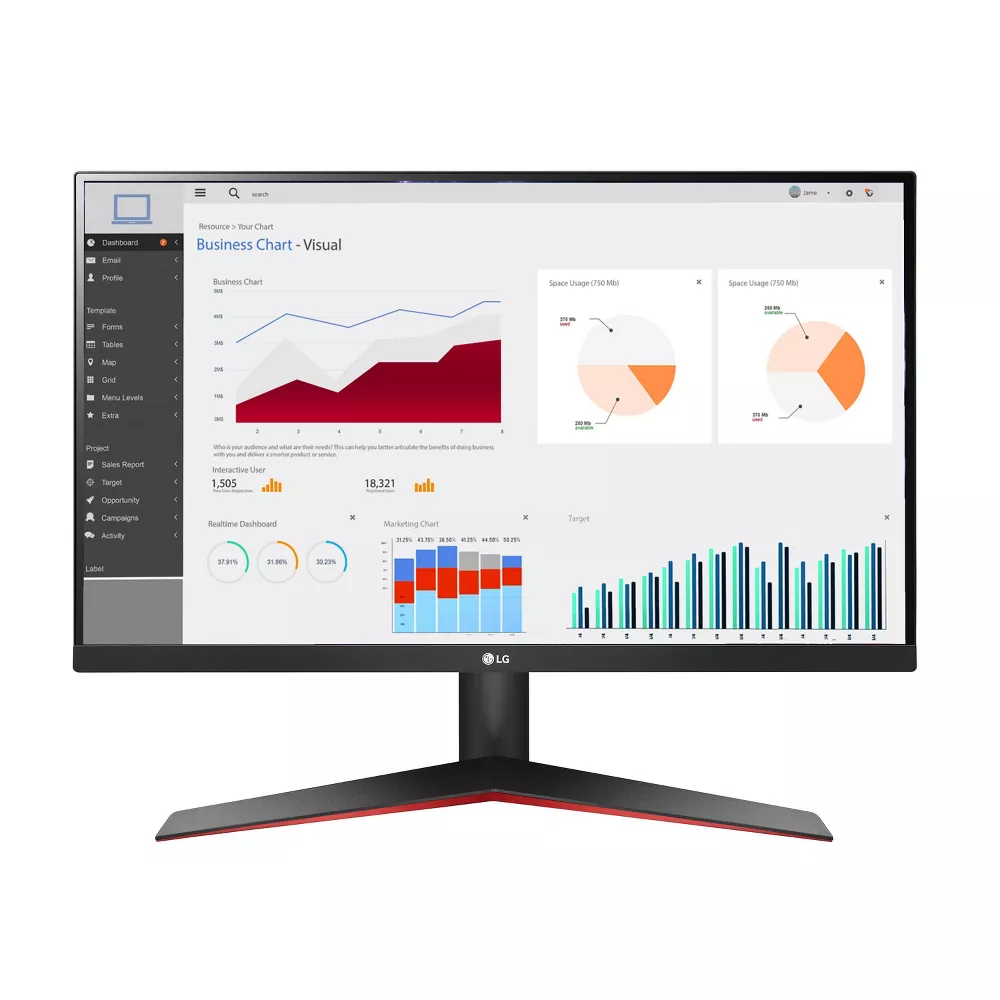 search
Jamie
Resource > Your Chart
Business Chart - Visual
Dashboard
Email
Profile
Template
Forms
Tables
Map
Grid
Menu Levels
Extra
Project
Sales Report
Target
Opportunity
Campaigns
Activity
Label
Business Chart
5M$
4M$
3M$
2M$
1M$
0M$
2 3 4 5 6 7 8
Who is your audience and what are their needs? This can help you better articulate the benefits of doing business
with you and deliver a smarter product or service.
Interactive User
1,505
18,321
Registered Users
Space Usage (750 Mb)
375 Mb
used
250 Mb
available
Space Usage (750 Mb)
250 Mb
available
375 Mb
used
Realtime Dashboard
37.91% 31.86% 30.23%
Marketing Chart
31.25% 43.75% 36.50% 41.25% 44.50% 50.25%
Target
LG